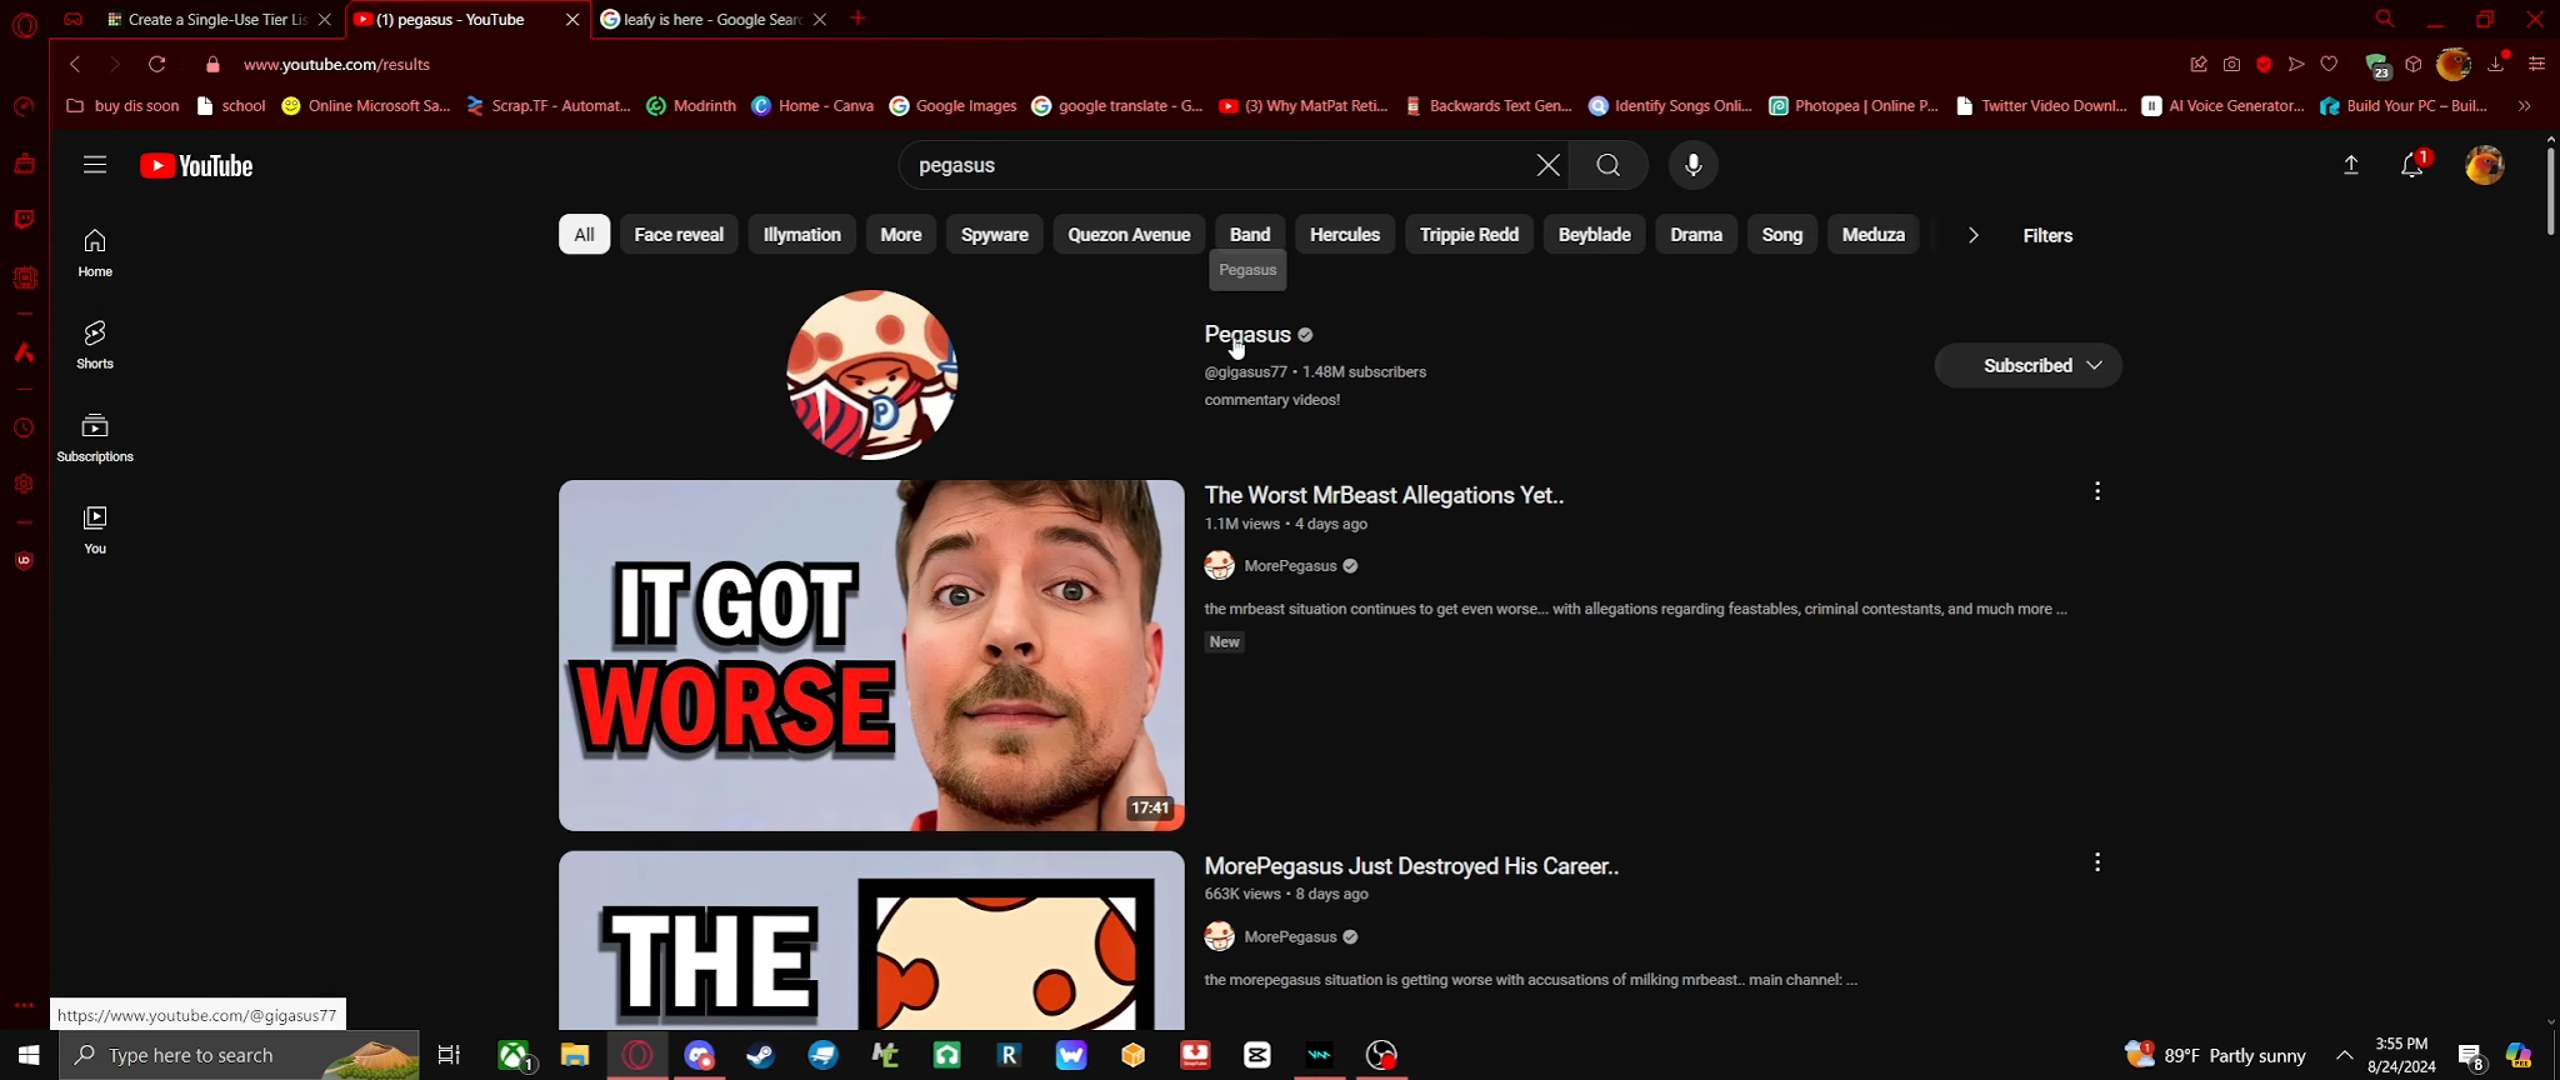 Create a Single-Use Tier Lis
(1) pegasus - YouTube
leafy is here - Google Sear
www.youtube.com/results
23
buy dis soon
school
Online Microsoft Sa...
Scrap.TF - Automat...
Modrinth
Home - Canva
Google Images
google translate - G...
(3) Why MatPat Reti...
Backwards Text Gen...
Identify Songs Onli...
Photopea | Online P...
Twitter Video Downl...
AI Voice Generator...
Build Your PC – Buil...
YouTube
pegasus
1
All
Face reveal
Illymation
More
Spyware
Quezon Avenue
Band
Hercules
Trippie Redd
Beyblade
Drama
Song
Meduza
Filters
Pegasus
Home
Shorts
Subscriptions
You
P
Pegasus
@gigasus77 • 1.48M subscribers
commentary videos!
Subscribed
IT GOT
WORSE
17:41
The Worst MrBeast Allegations Yet..
1.1M views • 4 days ago
MorePegasus
the mrbeast situation continues to get even worse... with allegations regarding feastables, criminal contestants, and much more ...
New
THE
MorePegasus Just Destroyed His Career..
663K views • 8 days ago
MorePegasus
the morepegasus situation is getting worse with accusations of milking mrbeast.. main channel: ...
https://www.youtube.com/@gigasus77
Type here to search
1
R
1
89°F Partly sunny
3:55 PM
8/24/2024
8